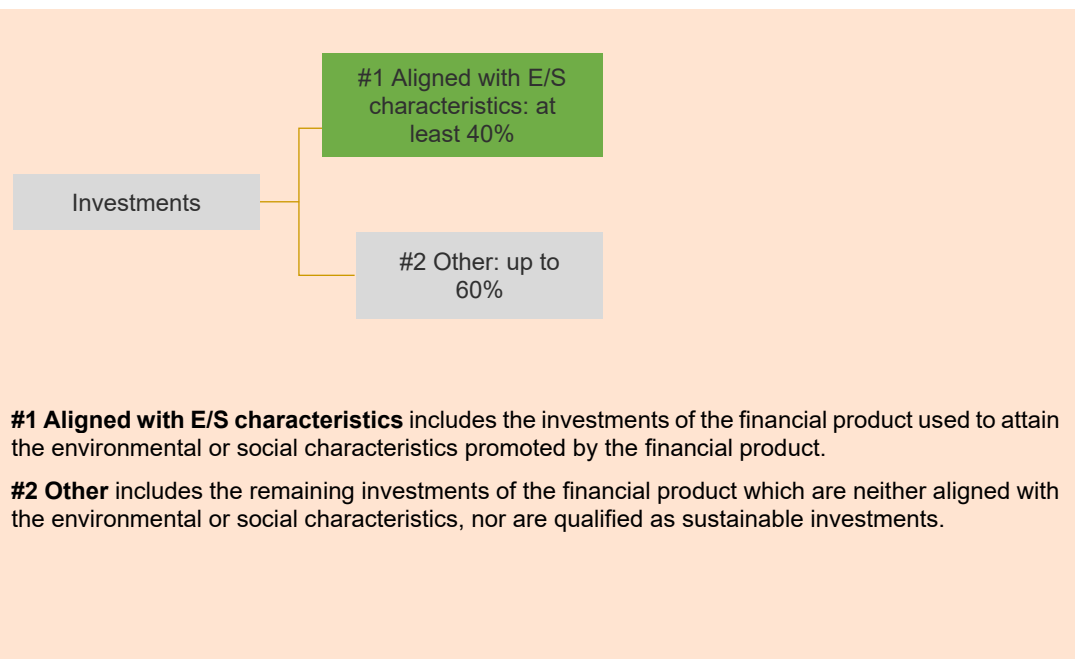 #1 Aligned with E/S
characteristics: at
least 40%
Investments
#2 Other: up to
60%
#1 Aligned with E/S characteristics includes the investments of the financial product used to attain
the environmental or social characteristics promoted by the financial product.
#2 Other includes the remaining investments of the financial product which are neither aligned with
the environmental or social characteristics, nor are qualified as sustainable investments.